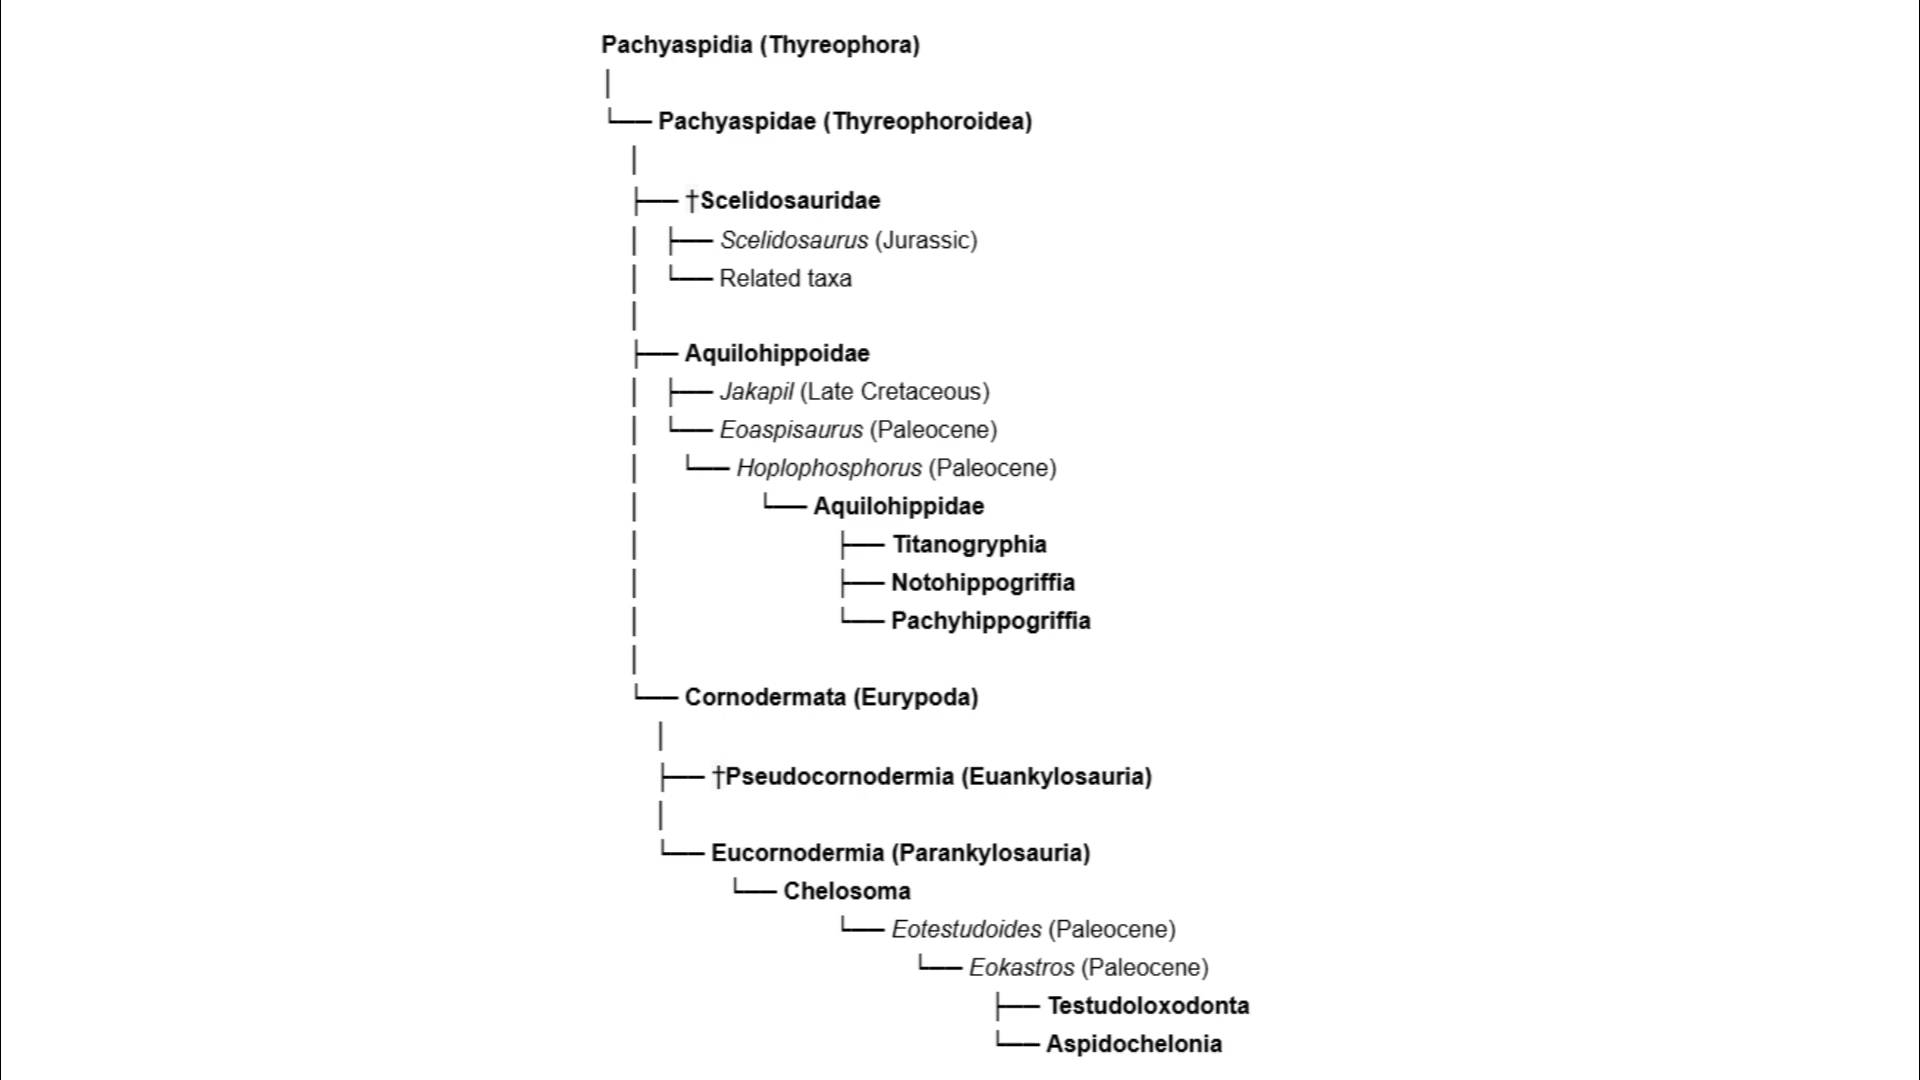 Pachyaspidia (Thyreophora)
Pachyaspidae (Thyreophoroidea)
†Scelidosauridae
Scelidosaurus (Jurassic)
Related taxa
Aquilohippoidae
Jakapil (Late Cretaceous)
Eoaspisaurus (Paleocene)
Hoplophosphorus (Paleocene)
Aquilohippidae
Titanogryphia
Notohippogriffia
Pachyhippogriffia
Cornodermata (Eurypoda)
†Pseudocornodermia (Euankylosauria)
Eucornodermia (Parankylosauria)
Chelosoma
Eotestudoides (Paleocene)
Eokastros (Paleocene)
Testudoloxodonta
Aspidochelonia